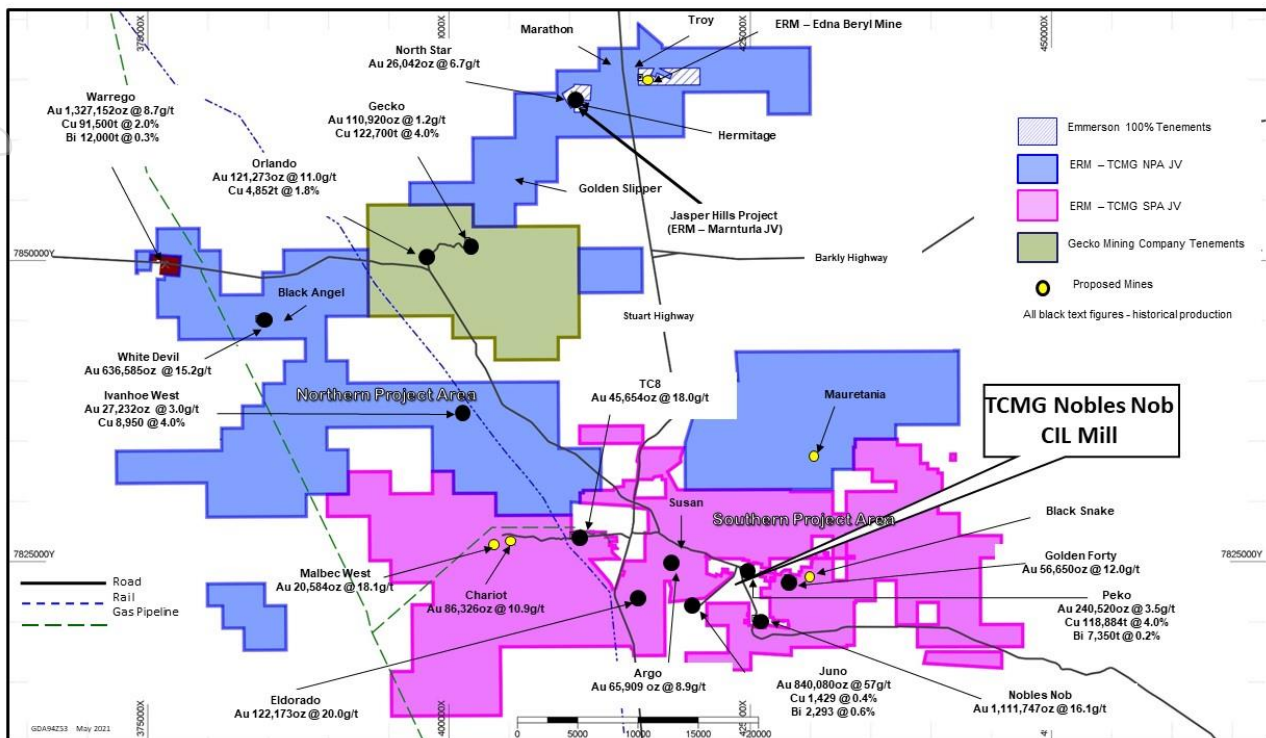 375000X
000X
425000X
450000X
Marathon
Troy
ERM – Edna Beryl Mine
North Star
Au 26,042oz @ 6.7g/t
Warrego
Au 1,327,152oz @ 8.7g/t
Cu 91,500t @ 2.0%
Bi 12,000t @ 0.3%
Gecko
Au 110,920oz @ 1.2g/t
Cu 122,700t @ 4.0%
Hermitage
Orlando
Au 121,273oz @ 11.0g/t
Cu 4,852t @ 1.8%
Golden Slipper
Jasper Hills Project
(ERM – Marnturla JV)
Emmerson 100% Tenements
ERM – TCMG NPA JV
ERM – TCMG SPA JV
Gecko Mining Company Tenements
Proposed Mines
All black text figures - historical production
7850000Y
Barkly Highway
Black Angel
Stuart Highway
White Devil
Au 636,585oz @ 15.2g/t
Ivanhoe West
Au 27,232oz @ 3.0g/t
Cu 8,950 @ 4.0%
Northern Project Area
TC8
Au 45,654oz @ 18.0g/t
Mauretania
TCMG Nobles Nob
CIL Mill
Susan
Southern Project Area
Black Snake
7825000Y
7825000Y
Golden Forty
Au 56,650oz @ 12.0g/t
Malbec West
Au 20,584oz @ 18.1g/t
Chariot
Au 86,326oz @ 10.9g/t
Peko
Au 240,520oz @ 3.5g/t
Cu 118,884t @ 4.0%
Bi 7,350t @ 0.2%
Road
Rail
Gas Pipeline
Eldorado
Au 122,173oz @ 20.0g/t
Argo
Au 65,909 oz @ 8.9g/t
Juno
Au 840,080oz @ 57g/t
Cu 1,429 @ 0.4%
Bi 2,293 @ 0.6%
Nobles Nob
Au 1,111,747oz @ 16.1g/t
GDA94Z53 May 2021
375000X
400000X
425000X
0
5000
10000
15000
20000